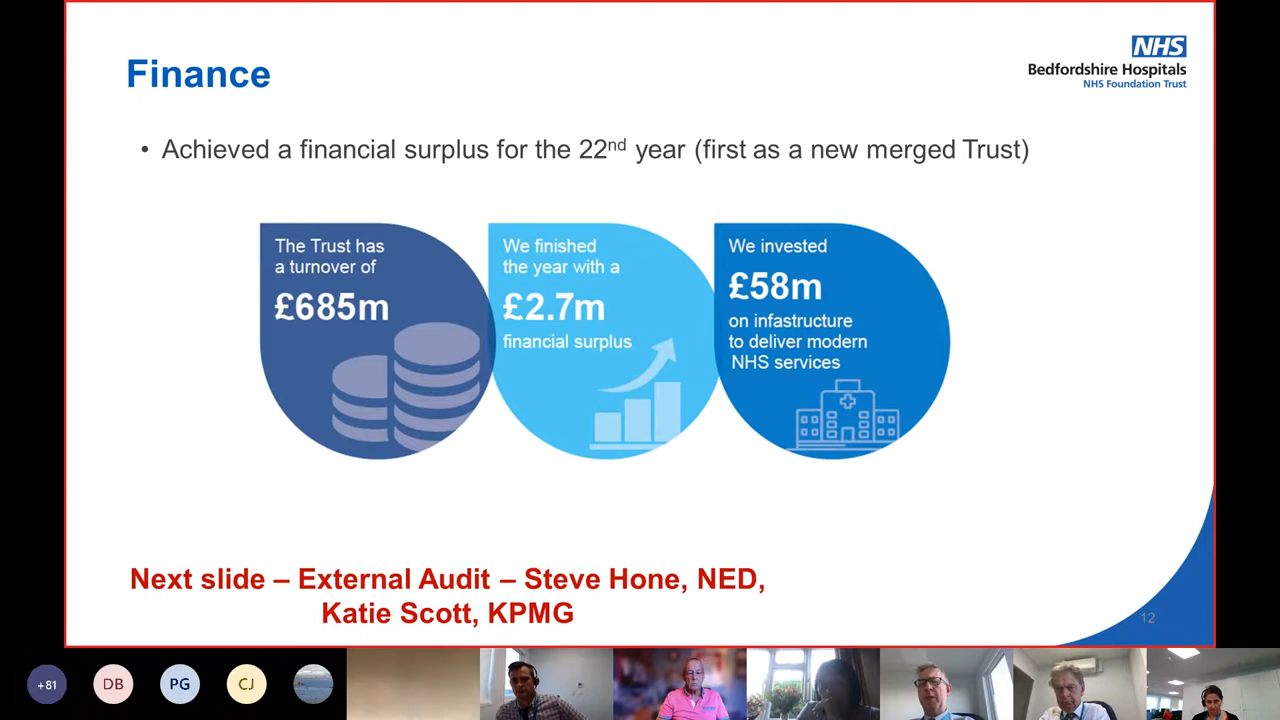 Finance
NHS
Bedfordshire Hospitals
NHS Foundation Trust
• Achieved a financial surplus for the 22nd year (first as a new merged Trust)
The Trust has
a turnover of
£685m
We finished
the year with a
£2.7m
financial surplus
We invested
£58m
on infastructure
to deliver modern
NHS services
Next slide – External Audit – Steve Hone, NED,
Katie Scott, KPMG
12
+81
DB
PG
CJ